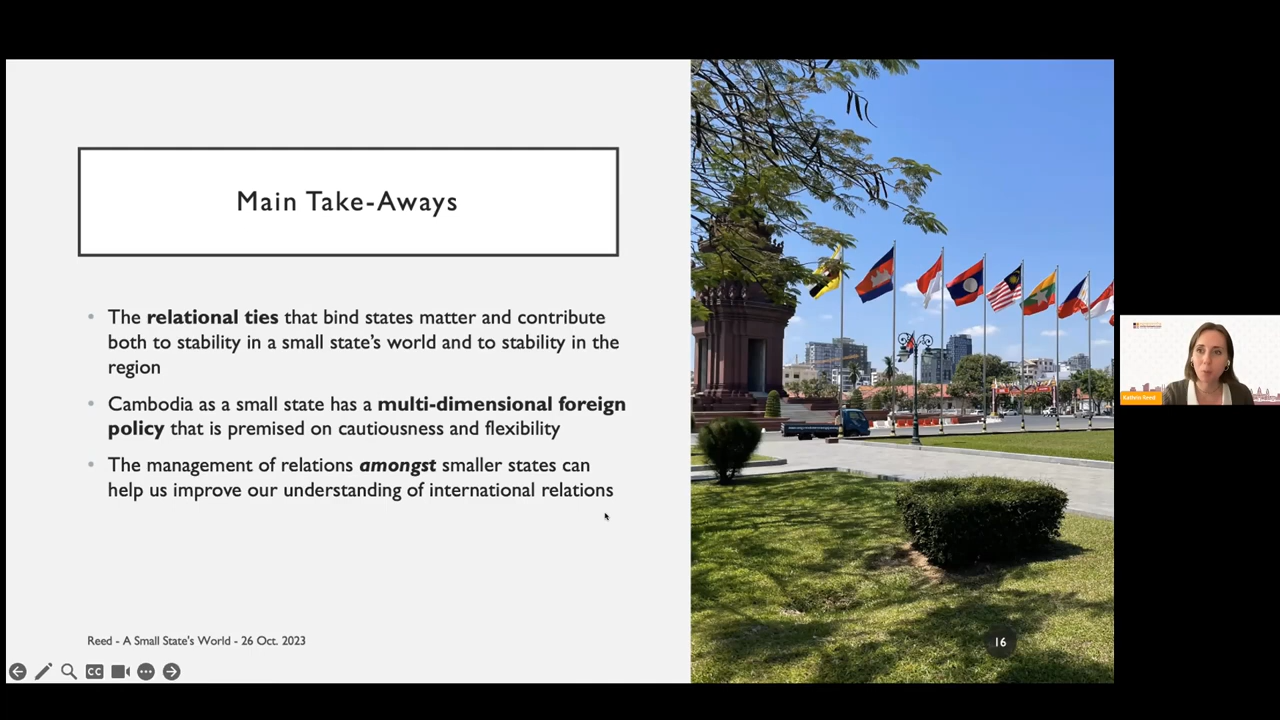 Main Take-Aways
• The relational ties that bind states matter and contribute
both to stability in a small state's world and to stability in the
region
• Cambodia as a small state has a multi-dimensional foreign
policy that is premised on cautiousness and flexibility
• The management of relations amongst smaller states can
help us improve our understanding of international relations
Reed - A Small State's World - 26 Oct. 2023
16
CC
Kathrin Reed